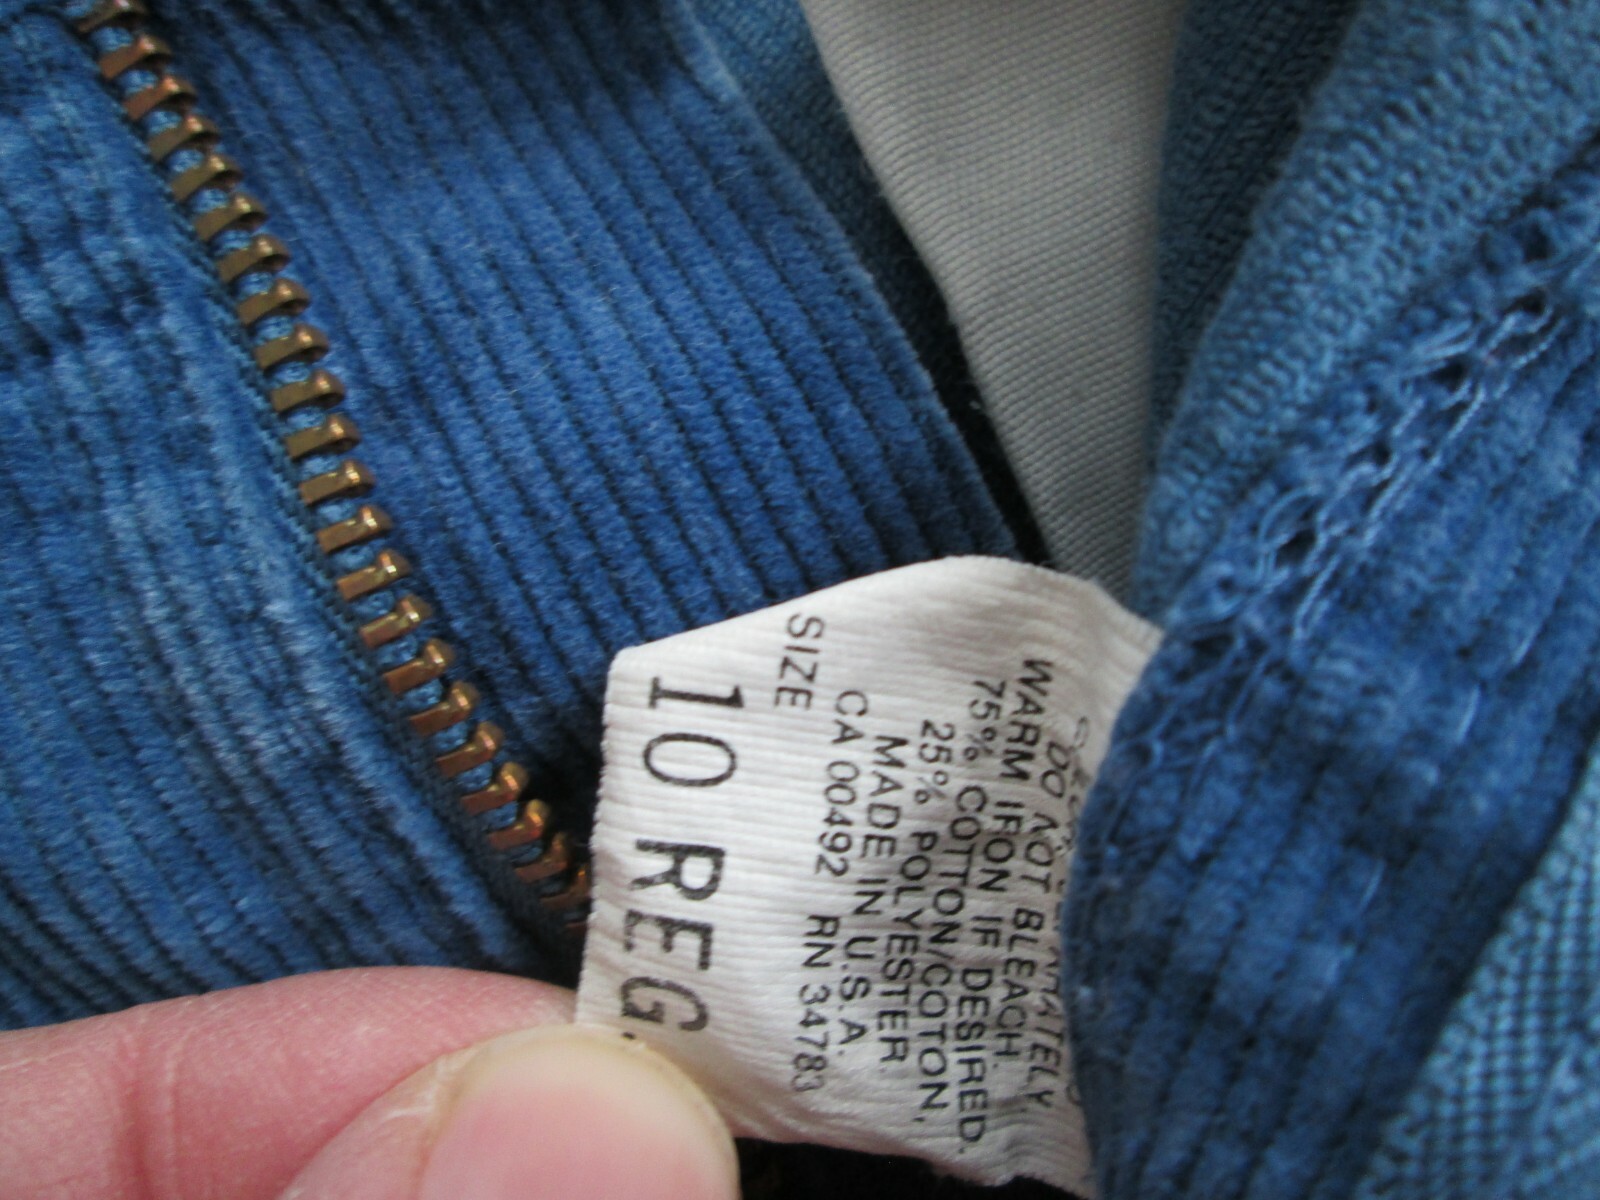 DO NOT BLEACH.
WARM IRON IF DESIRED.
75% COTTON/COTON,
25% POLYESTER.
MADE IN U.S.A.
CA 00492 RN 34783
SIZE
10 REG.